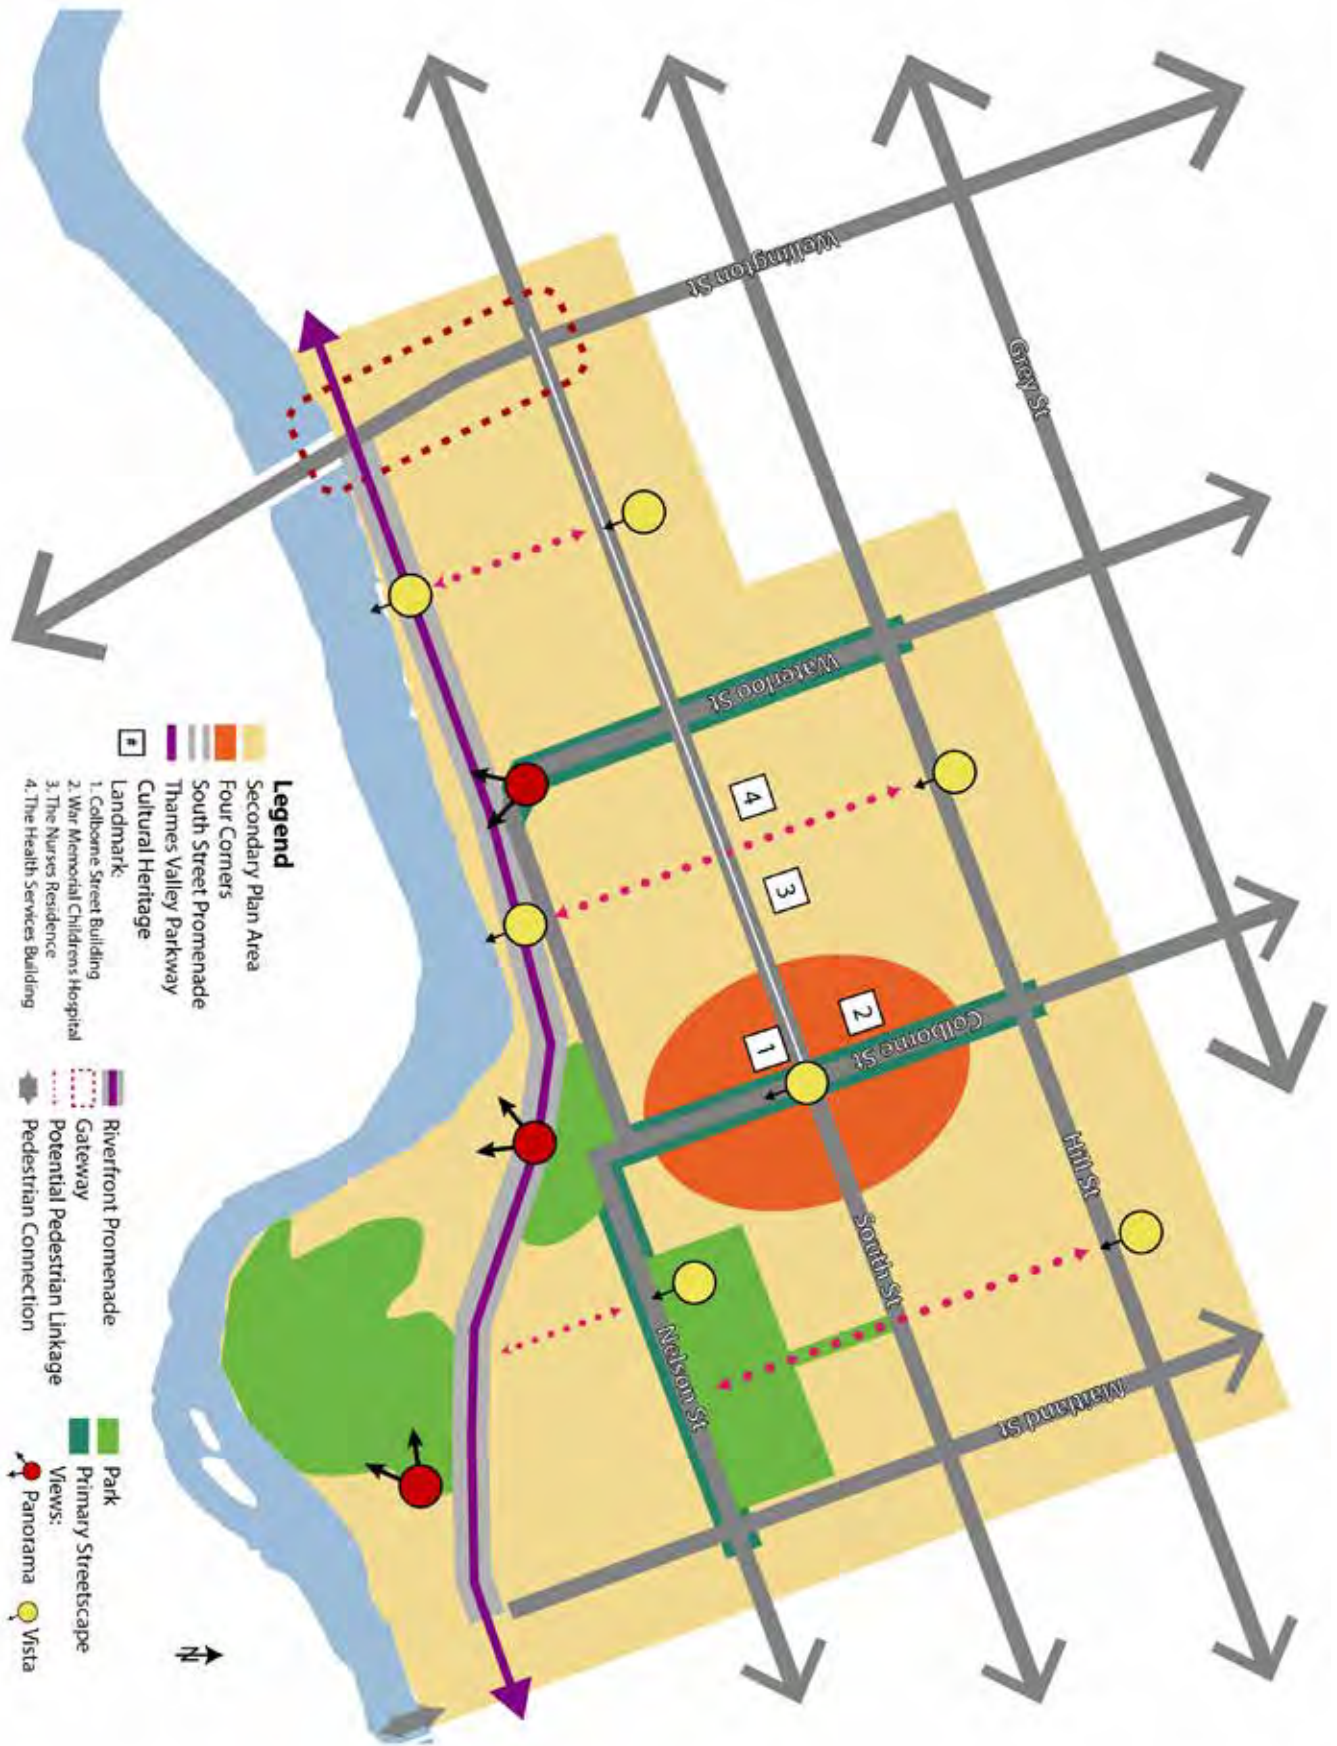 Grey St
Wellington St
Hill St
Waterloo St
Colborne St
South St
Maitland St
Nelson St
4
3
2
1
Legend
Secondary Plan Area
Four Corners
South Street Promenade
Thames Valley Parkway
Cultural Heritage
# Landmark:
1. Colborne Street Building
2. War Memorial Childrens Hospital
3. The Nurses Residence
4. The Health Services Building
Riverfront Promenade
Gateway
Potential Pedestrian Linkage
Pedestrian Connection
Park
Primary Streetscape
Views:
Panorama
Vista
N